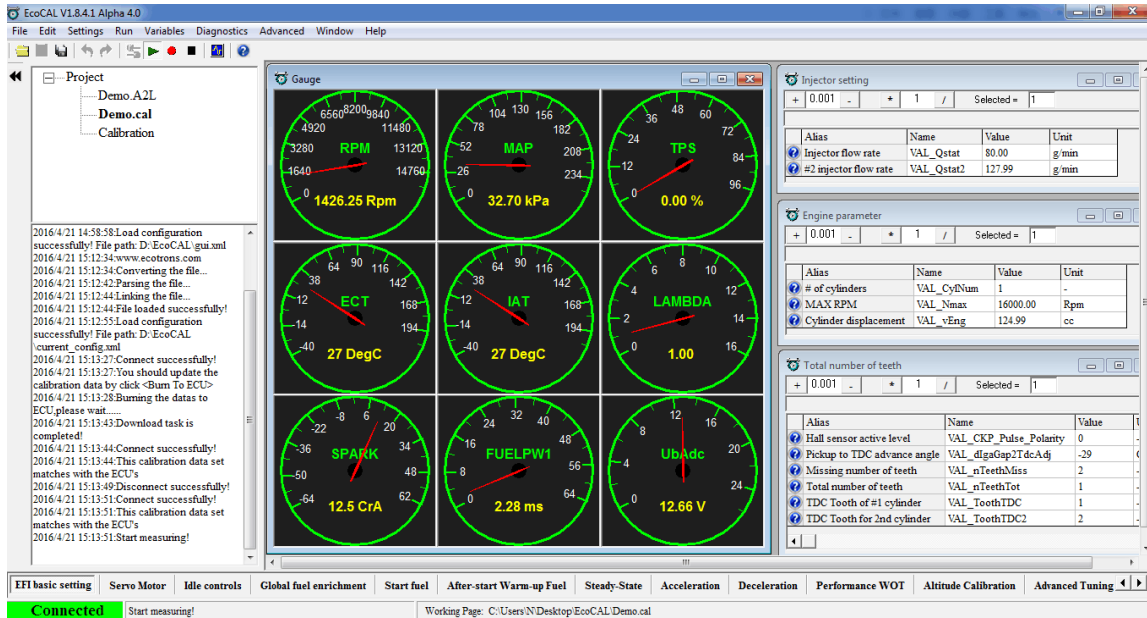 EcoCAL V1.8.4.1 Alpha 4.0
File Edit Settings Run Variables Diagnostics Advanced Window Help
Project
Demo.A2L
Demo.cal
Calibration
2016/4/21 14:58:58:Load configuration
successfully! File path: D:\EcoCAL\gui.xml
2016/4/21 15:12:34:www.ecotrons.com
2016/4/21 15:12:34:Converting the file...
2016/4/21 15:12:42:Parsing the file...
2016/4/21 15:12:44:Linking the file...
2016/4/21 15:12:44:File loaded successfully!
2016/4/21 15:12:55:Load configuration
successfully! File path: D:\EcoCAL
\current_config.xml
2016/4/21 15:13:27:Connect successfully!
2016/4/21 15:13:27:You should update the
calibration data by click <Burn To ECU>
2016/4/21 15:13:28:Burning the datas to
ECU,please wait......
2016/4/21 15:13:43:Download task is
completed!
2016/4/21 15:13:44:Connect successfully!
2016/4/21 15:13:44:This calibration data set
matches with the ECU's
2016/4/21 15:13:49:Disconnect successfully!
2016/4/21 15:13:51:Connect successfully!
2016/4/21 15:13:51:This calibration data set
matches with the ECU's
2016/4/21 15:13:51:Start measuring!
Gauge
0 1640 3280 4920 6560 8200 9840 11480 13120 14760
RPM
1426.25 Rpm
0 26 52 78 104 130 156 182 208 234
MAP
32.70 kPa
0 12 24 36 48 60 72 84 96
TPS
0.00 %
-40 -14 12 38 64 90 116 142 168 194
ECT
27 DegC
-40 -14 12 38 64 90 116 142 168 194
IAT
27 DegC
0 2 4 6 8 10 12 14 16
LAMBDA
1.00
-64 -50 -36 -22 -8 6 20 34 48 62
SPARK
12.5 CrA
0 8 16 24 32 40 48 56 64
FUELPW1
2.28 ms
0 4 8 12 16 20 24
UbAdc
12.66 V
Injector setting
+ 0.001 - * 1 / Selected = 1
Alias Name Value Unit
Injector flow rate VAL_Qstat 80.00 g/min
#2 injector flow rate VAL_Qstat2 127.99 g/min
Engine parameter
+ 0.001 - * 1 / Selected = 1
Alias Name Value Unit
# of cylinders VAL_CylNum 1 -
MAX RPM VAL_Nmax 16000.00 Rpm
Cylinder displacement VAL_vEng 124.99 cc
Total number of teeth
+ 0.001 - * 1 / Selected = 1
Alias Name Value
Hall sensor active level VAL_CKP_Pulse_Polarity 0 -
Pickup to TDC advance angle VAL_dIgaGap2TdcAdj -29
Missing number of teeth VAL_nTeethMiss 2 -
Total number of teeth VAL_nTeethTot 1 -
TDC Tooth of #1 cylinder VAL_ToothTDC 1 -
TDC Tooth for 2nd cylinder VAL_ToothTDC2 2 -
EFI basic setting Servo Motor Idle controls Global fuel enrichment Start fuel After-start Warm-up Fuel Steady-State Acceleration Deceleration Performance WOT Altitude Calibration Advanced Tuning
Connected Start measuring! Working Page: C:\Users\N\Desktop\EcoCAL\Demo.cal